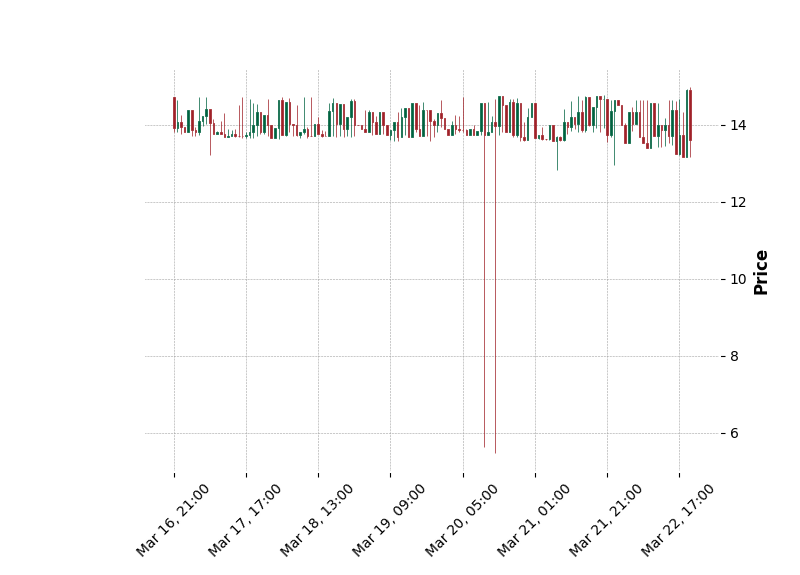 14
12
10
8
6
Price
Mar 16, 21:00
Mar 17, 17:00
Mar 18, 13:00
Mar 19, 09:00
Mar 20, 05:00
Mar 21, 01:00
Mar 21, 21:00
Mar 22, 17:00